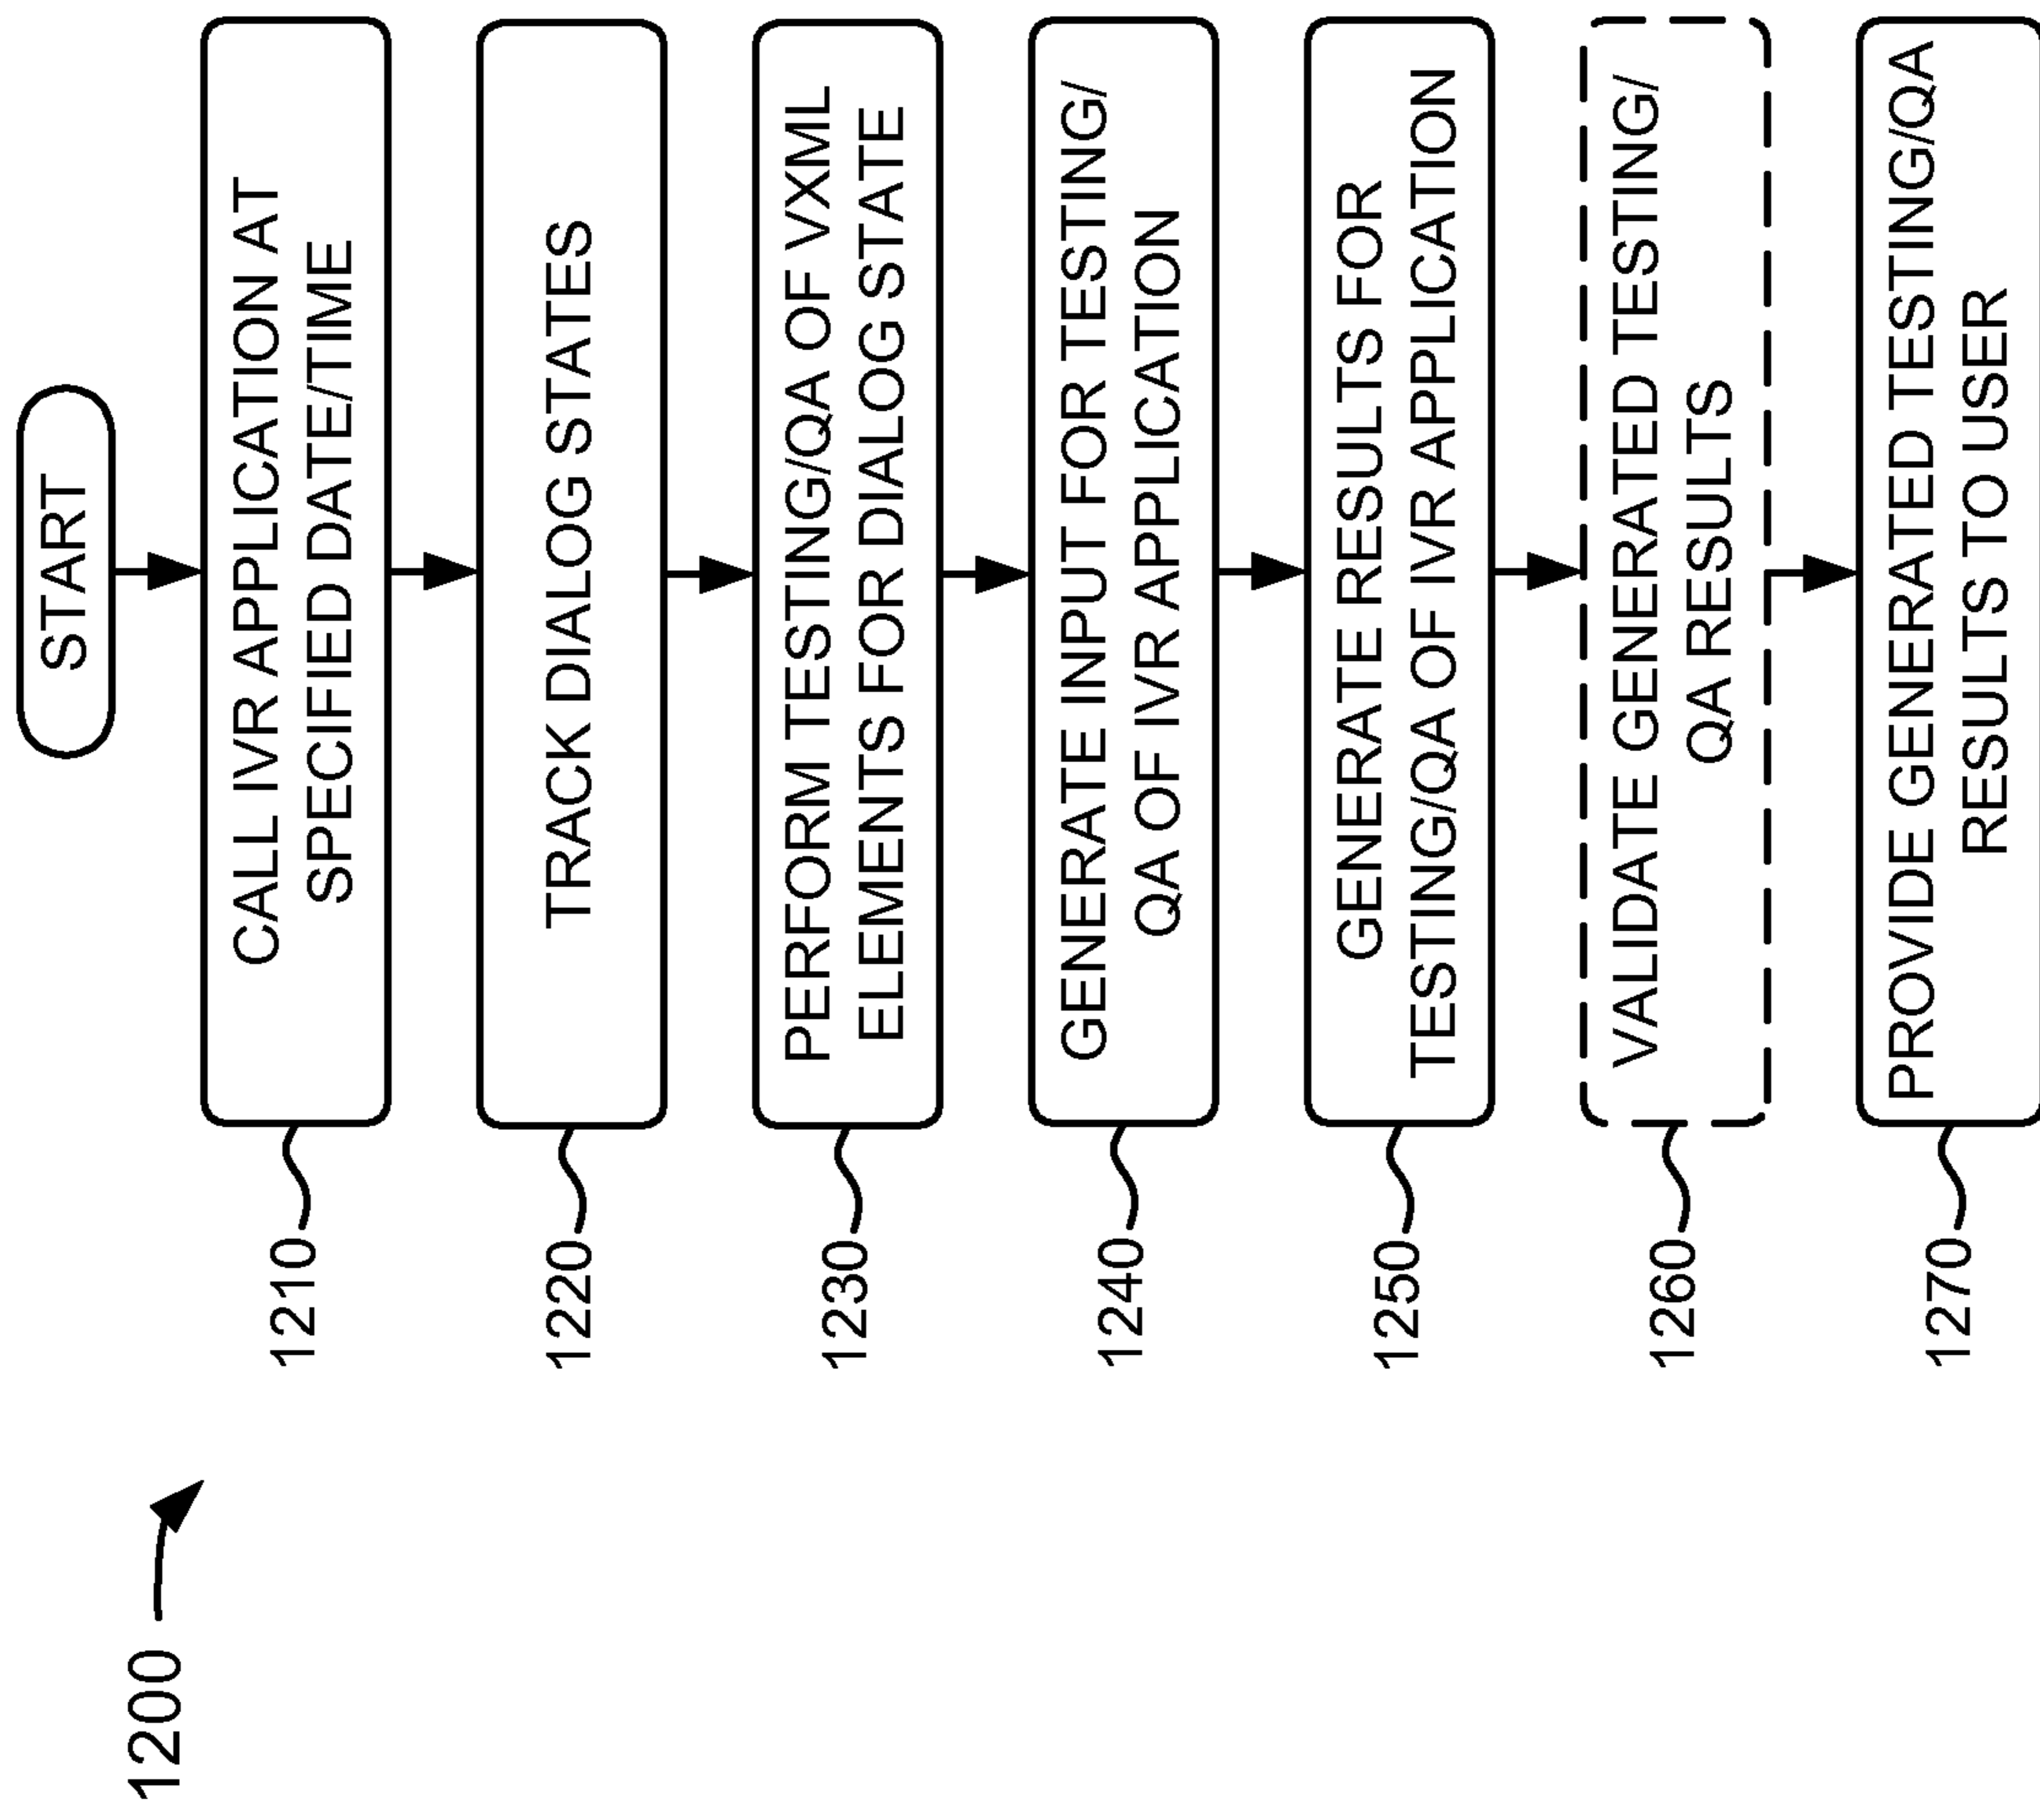 1200
START
1210
CALL IVR APPLICATION AT
SPECIFIED DATE/TIME
1220
TRACK DIALOG STATES
1230
PERFORM TESTING/QA OF VXML
ELEMENTS FOR DIALOG STATE
1240
GENERATE INPUT FOR TESTING/
QA OF IVR APPLICATION
1250
GENERATE RESULTS FOR
TESTING/QA OF IVR APPLICATION
1260
VALIDATE GENERATED TESTING/
QA RESULTS
1270
PROVIDE GENERATED TESTING/QA
RESULTS TO USER